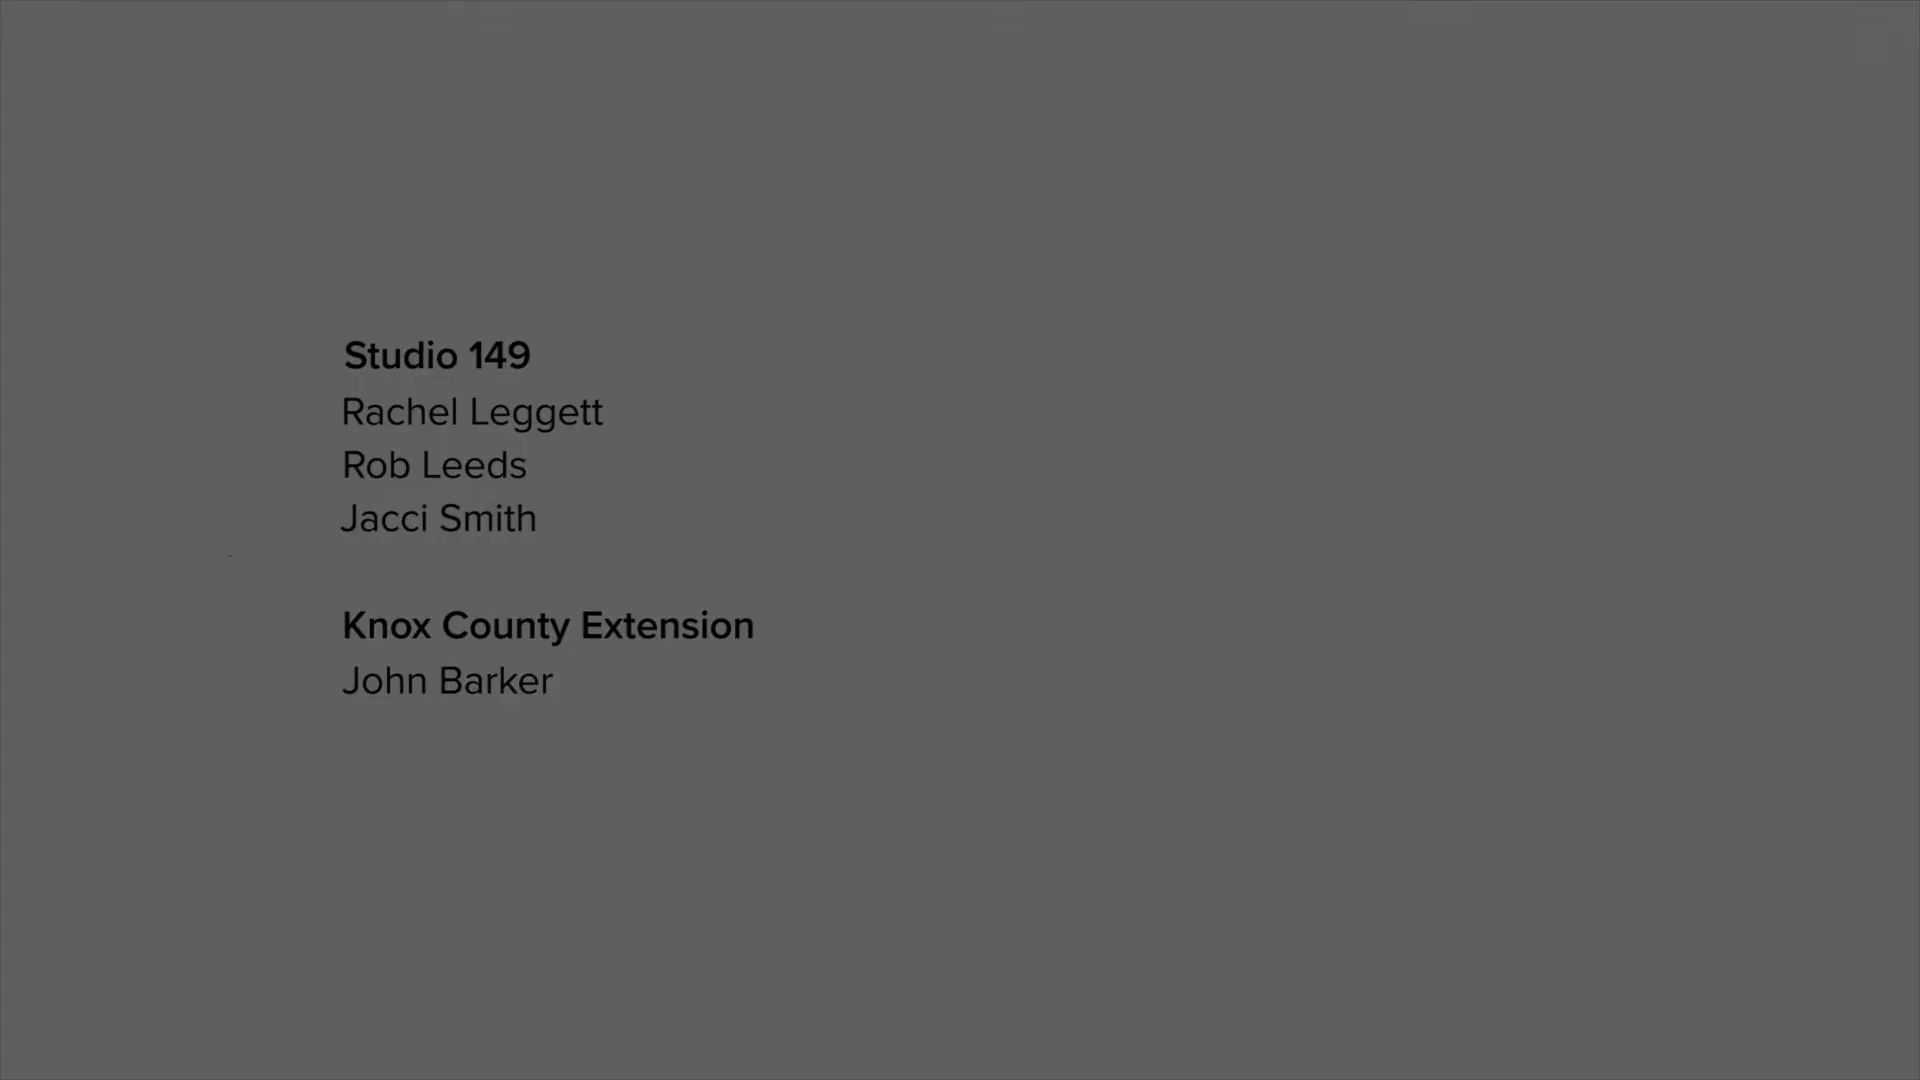 Studio 149
Rachel Leggett
Rob Leeds
Jacci Smith
Knox County Extension
John Barker